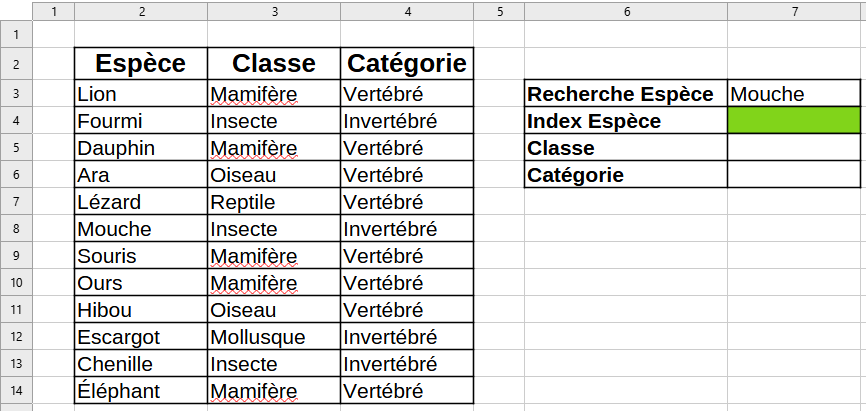 1 2 3 4 5 6 7
1
2 Espèce Classe Catégorie
3 Lion Mamifère Vertébré Recherche Espèce Mouche
4 Fourmi Insecte Invertébré Index Espèce
5 Dauphin Mamifère Vertébré Classe
6 Ara Oiseau Vertébré Catégorie
7 Lézard Reptile Vertébré
8 Mouche Insecte Invertébré
9 Souris Mamifère Vertébré
10 Ours Mamifère Vertébré
11 Hibou Oiseau Vertébré
12 Escargot Mollusque Invertébré
13 Chenille Insecte Invertébré
14 Éléphant Mamifère Vertébré